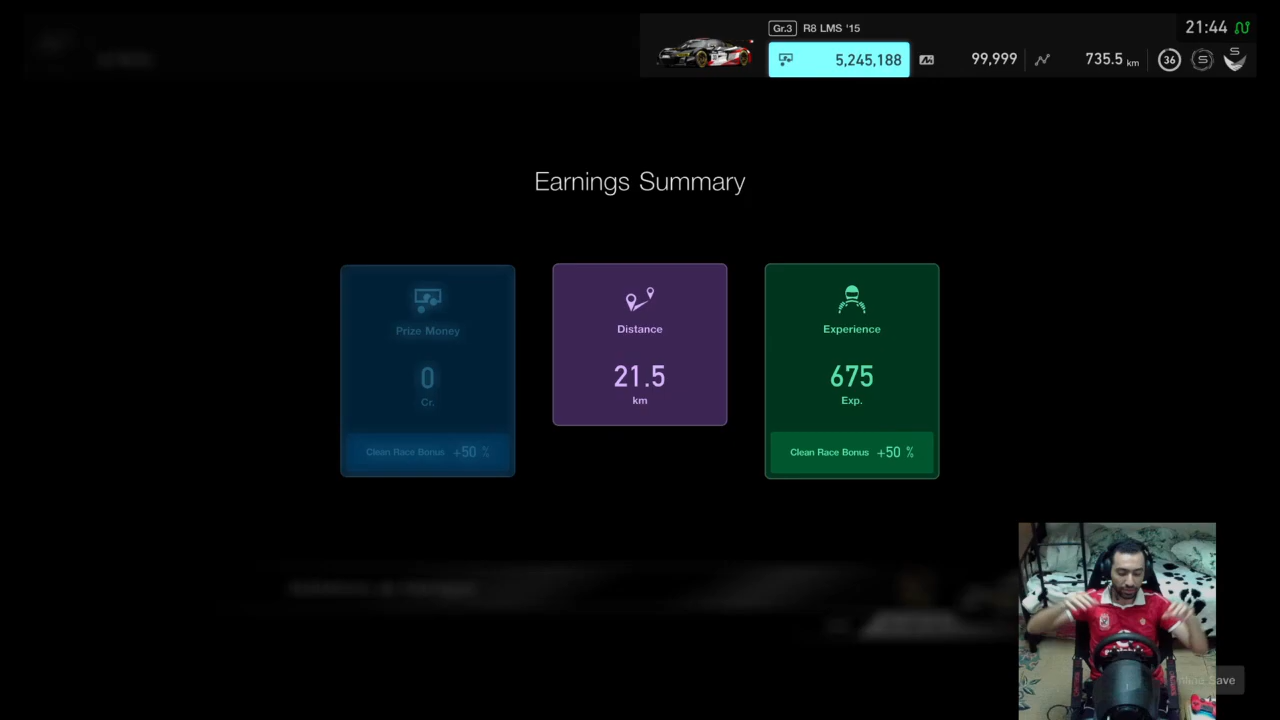 Gr.3 R8 LMS '15
21:44
5,245,188
99,999
735.5 km
36
S
S
Earnings Summary
Prize Money
0
Cr.
Clean Race Bonus +50 %
Distance
21.5
km
Experience
675
Exp.
Clean Race Bonus +50 %
Save